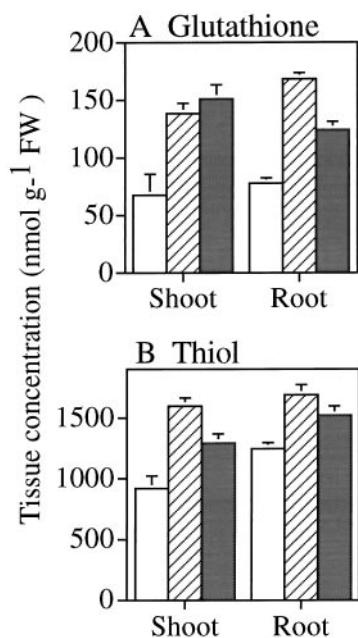 A Glutathione
200
150
100
50
0
Shoot Root
B Thiol
1500
1000
500
0
Shoot Root
Tissue concentration (nmol g-1 FW )